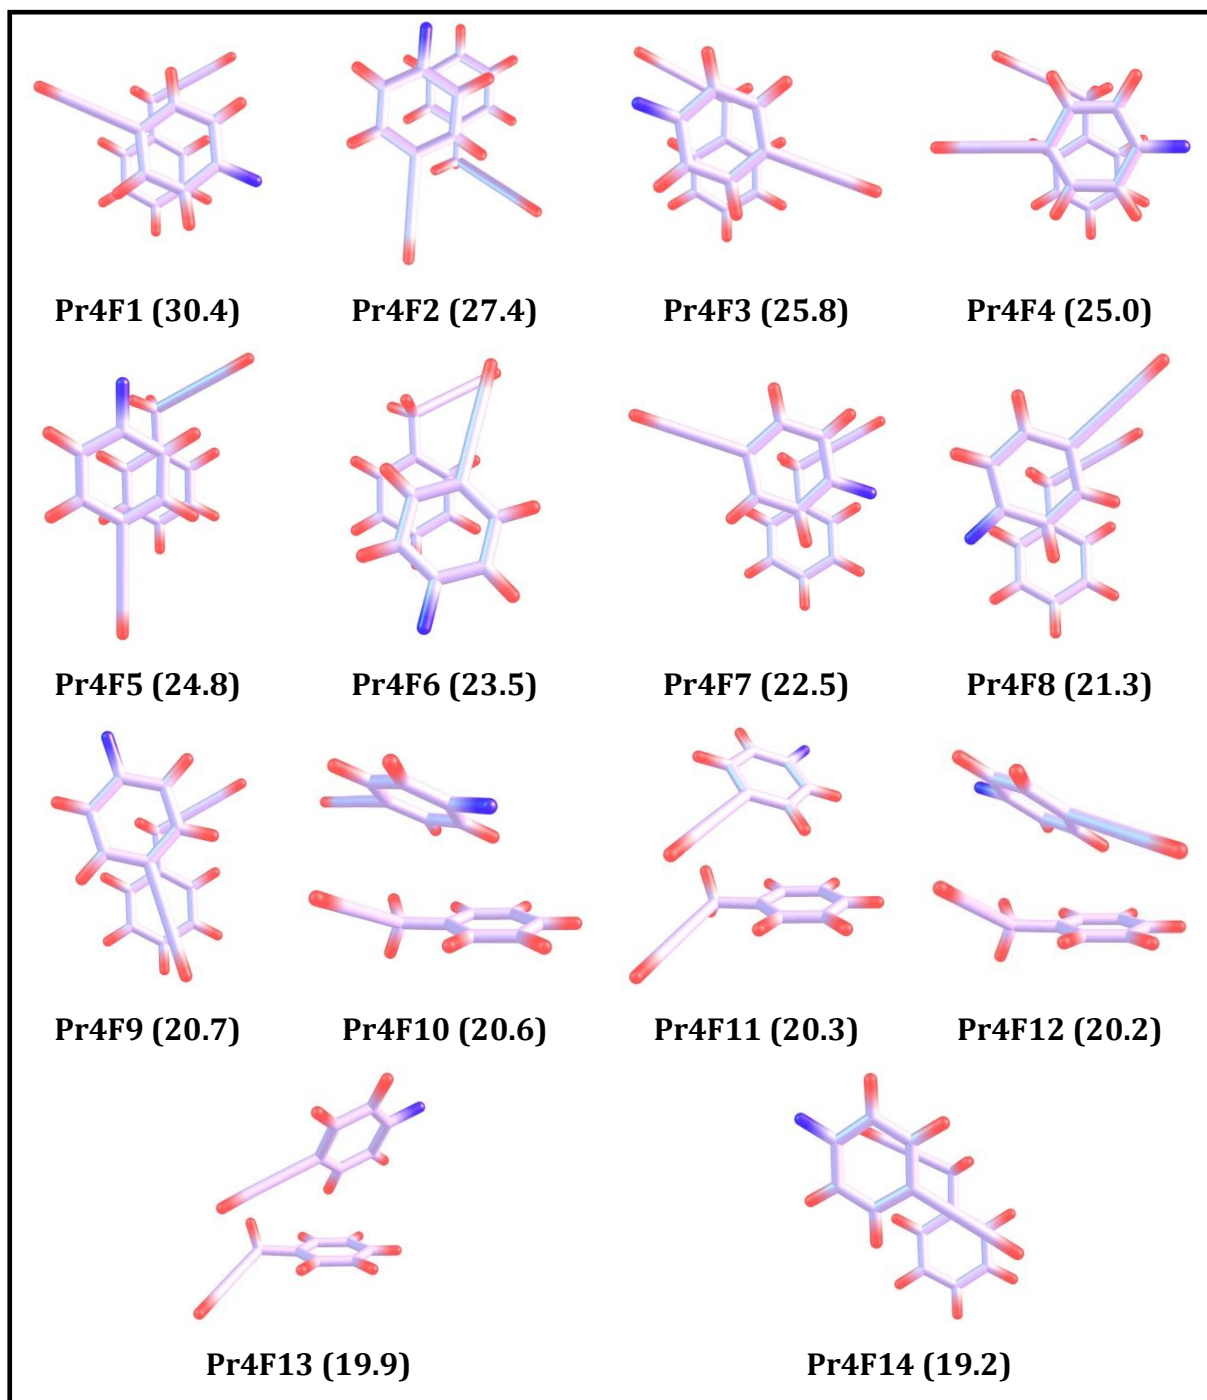 Pr4F1 (30.4) Pr4F2 (27.4) Pr4F3 (25.8) Pr4F4 (25.0)
Pr4F5 (24.8) Pr4F6 (23.5) Pr4F7 (22.5) Pr4F8 (21.3)
Pr4F9 (20.7) Pr4F10 (20.6) Pr4F11 (20.3) Pr4F12 (20.2)
Pr4F13 (19.9) Pr4F14 (19.2)